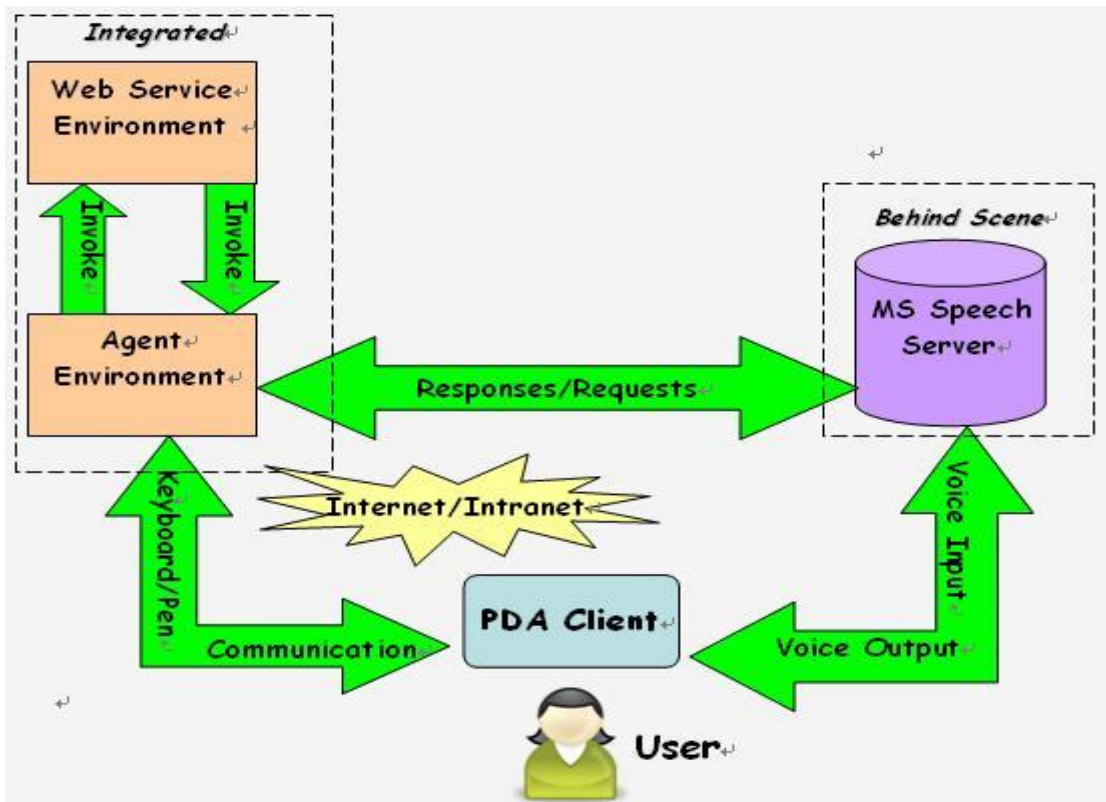 Integrated
Web Service
Environment
Invoke
Invoke
Agent
Environment
Behind Scene
MS Speech
Server
Responses/Requests
Internet/Intranet
Keyboard/Pen
Communication
PDA Client
Voice Input
Voice Output
User